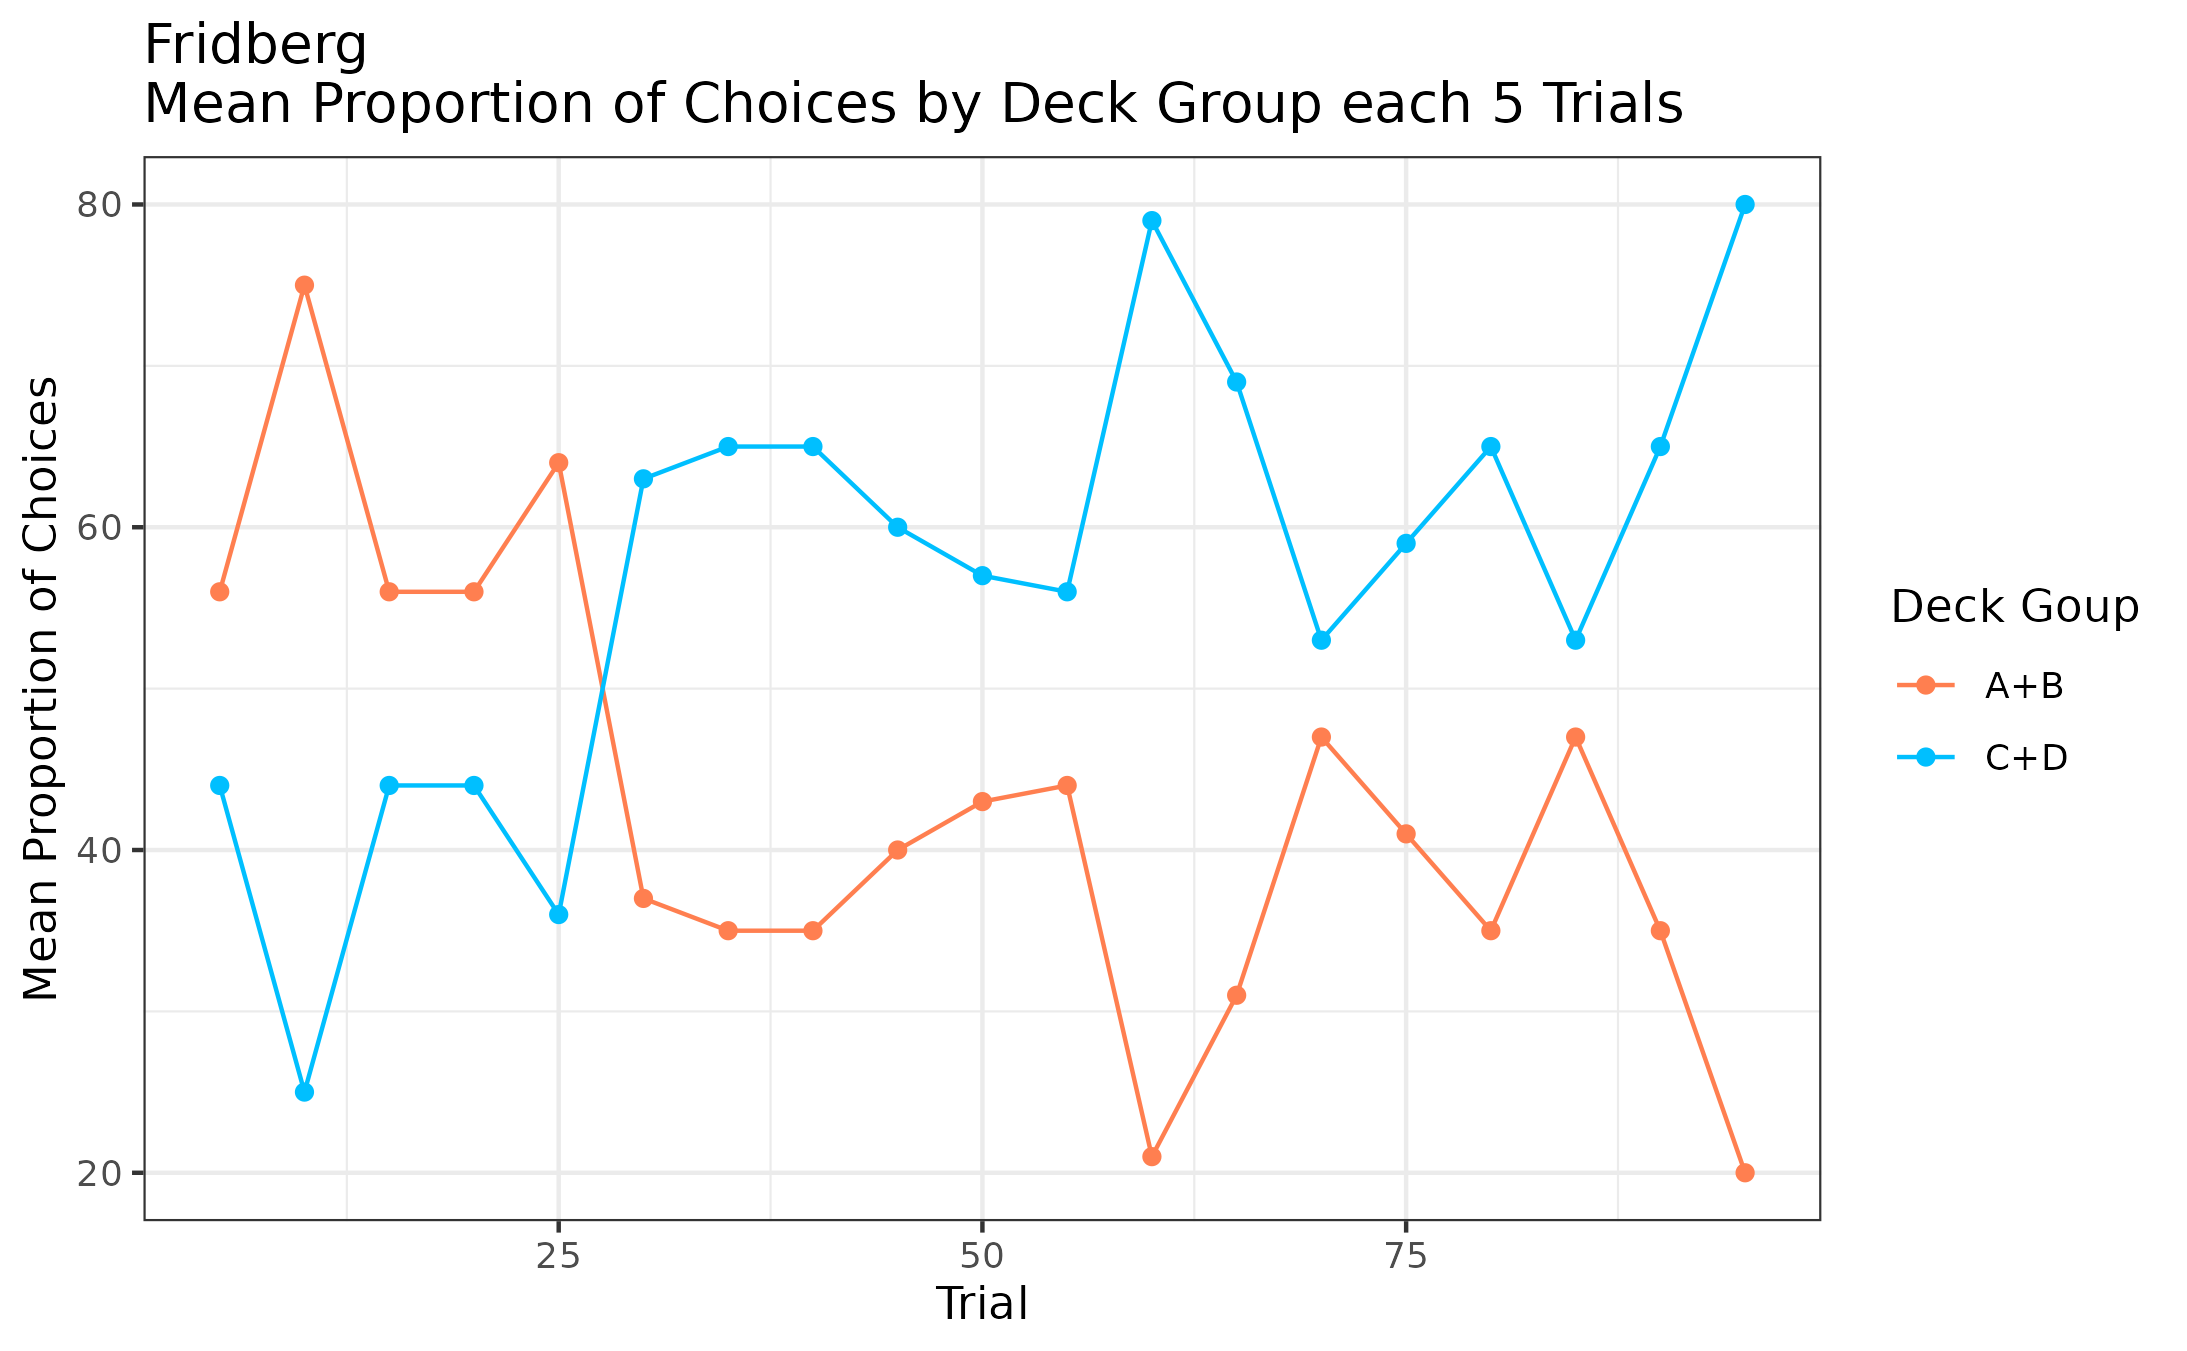 Fridberg
Mean Proportion of Choices by Deck Group each 5 Trials
Mean Proportion of Choices
80
60
40
20
25
50
75
Trial
Deck Goup
A+B
C+D